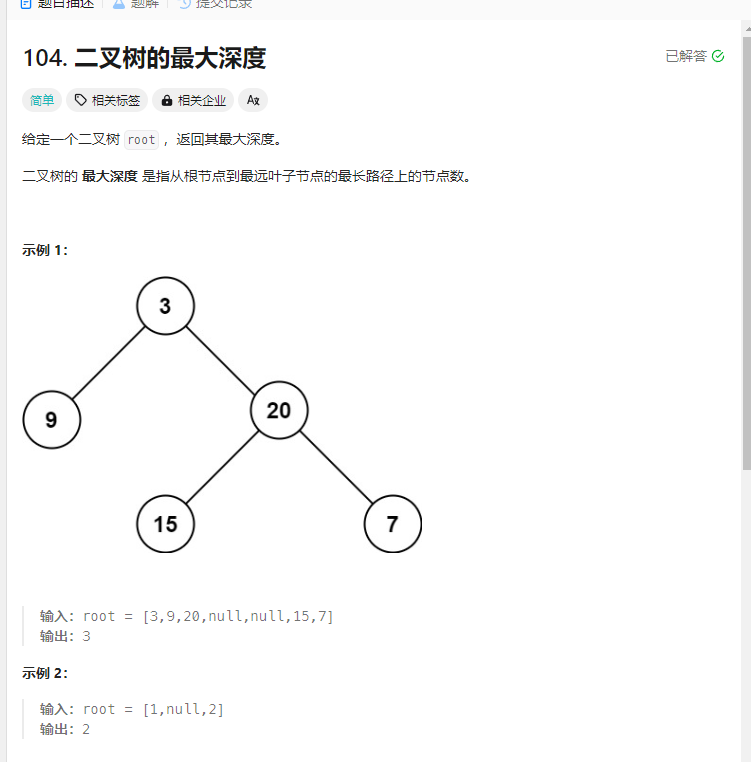 题目描述 题解 提交记录
104. 二叉树的最大深度 已解答
简单 相关标签 相关企业 Ax
给定一个二叉树 root ，返回其最大深度。
二叉树的 最大深度 是指从根节点到最远叶子节点的最长路径上的节点数。
示例 1：
3
9
20
15
7
输入：root = [3,9,20,null,null,15,7]
输出：3
示例 2：
输入：root = [1,null,2]
输出：2